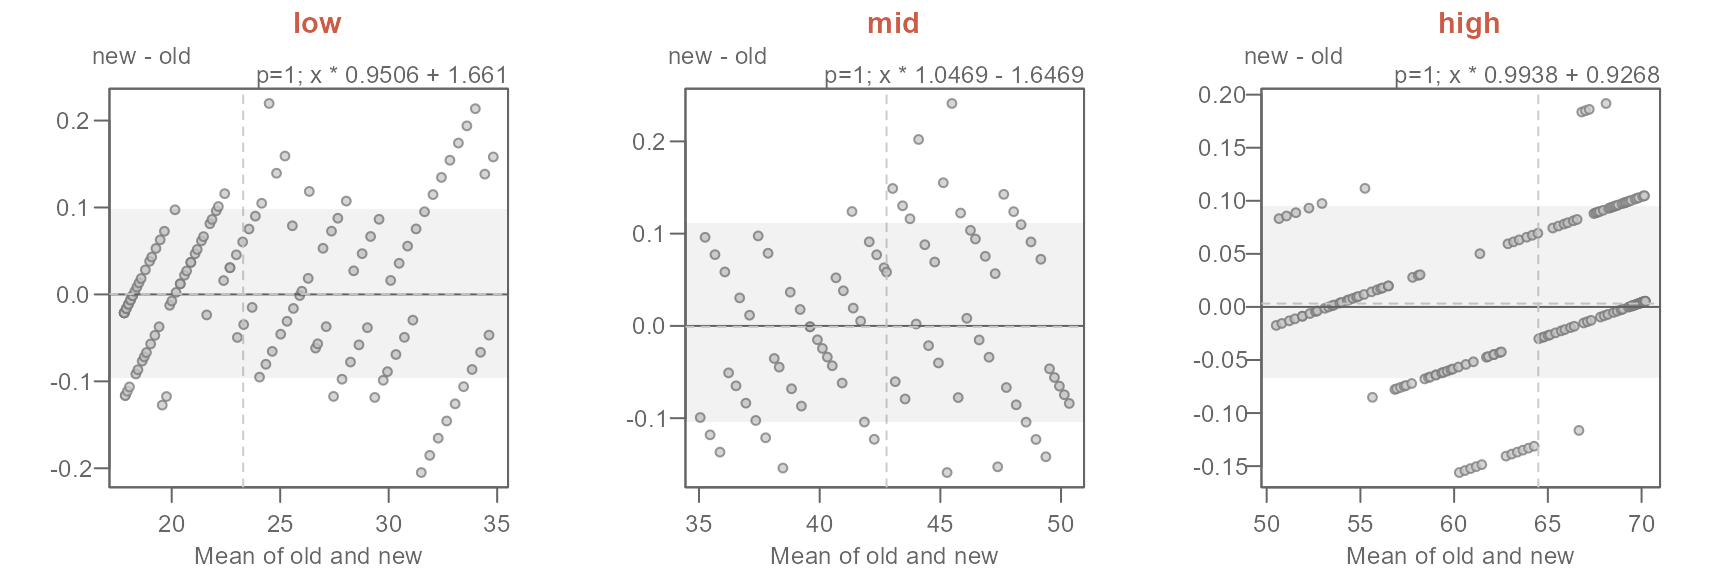 low
new - old
p=1; x * 0.9506 + 1.661
0.2
0.1
0.0
-0.1
-0.2
20 25 30 35
Mean of old and new
mid
new - old
p=1; x * 1.0469 - 1.6469
0.2
0.1
0.0
-0.1
35 40 45 50
Mean of old and new
high
new - old
p=1; x * 0.9938 + 0.9268
0.20
0.15
0.10
0.05
0.00
-0.05
-0.10
-0.15
50 55 60 65 70
Mean of old and new